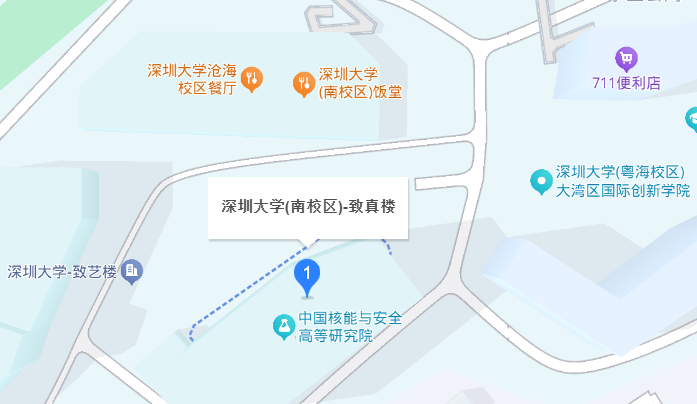 深圳大学沧海
校区餐厅
深圳大学
(南校区)饭堂
711便利店
深圳大学(粤海校区)
大湾区国际创新学院
深圳大学(南校区)-致真楼
深圳大学-致艺楼
1
中国核能与安全
高等研究院